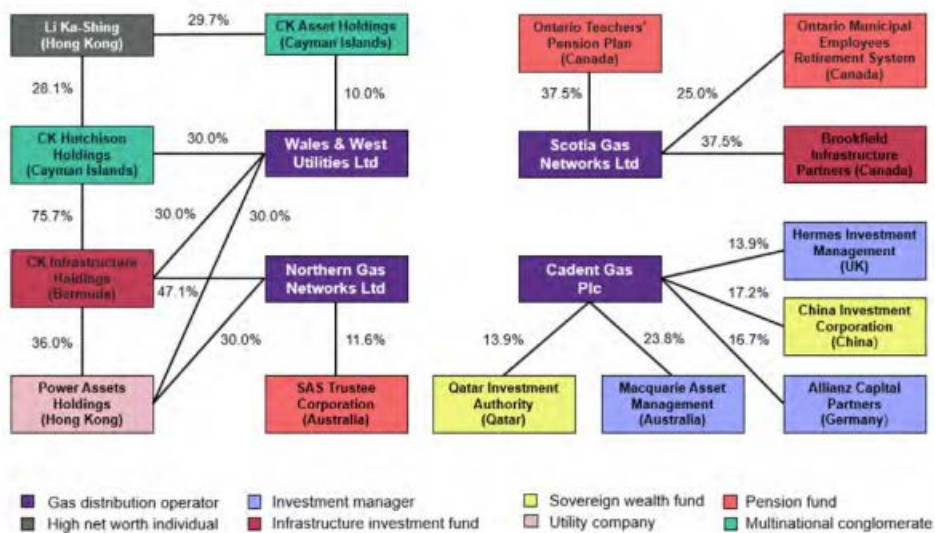 Li Ka-Shing
(Hong Kong)
29.7%
CK Asset Holdings
(Cayman Islands)
28.1%
10.0%
CK Hutchison
Holdings
(Cayman Islands)
30.0%
Wales & West
Utilities Ltd
75.7%
30.0%
30.0%
CK Infrastructure
Holdings
(Bermuda)
47.1%
Northern Gas
Networks Ltd
36.0%
30.0%
11.6%
Power Assets
Holdings
(Hong Kong)
SAS Trustee
Corporation
(Australia)
Ontario Teachers'
Pension Plan
(Canada)
Ontario Municipal
Employees
Retirement System
(Canada)
37.5%
25.0%
Scotia Gas
Networks Ltd
37.5%
Brookfield
Infrastructure
Partners (Canada)
Cadent Gas
Plc
13.9%
Hermes Investment
Management
(UK)
17.2%
China Investment
Corporation
(China)
13.9%
23.8%
16.7%
Qatar Investment
Authority
(Qatar)
Macquarie Asset
Management
(Australia)
Allianz Capital
Partners
(Germany)
Gas distribution operator
Investment manager
Sovereign wealth fund
Pension fund
High net worth individual
Infrastructure investment fund
Utility company
Multinational conglomerate